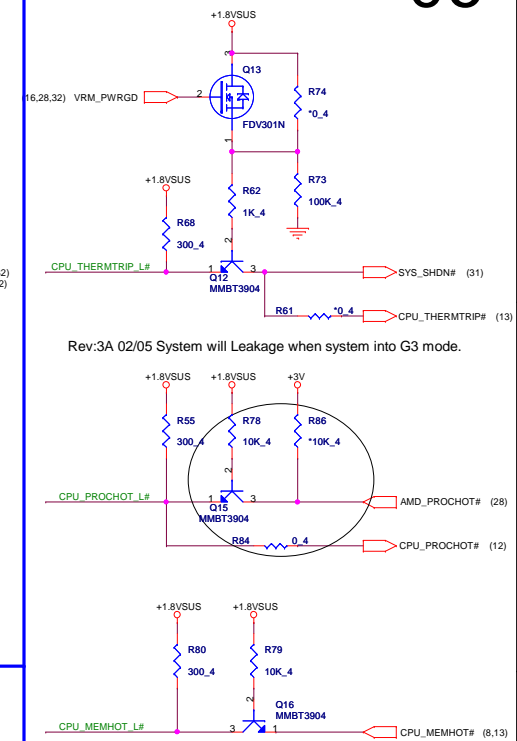 +1.8VSUS
3
Q13
R74
*0_4
16,28,32) VRM_PWRGD
2
FDV301N
1
+1.8VSUS
R62
1K_4
R73
100K_4
R68
300_4
2
CPU_THERMTRIP_L#
1
3
SYS_SHDN# (31)
Q12
MMBT3904
R61
*0_4
CPU_THERMTRIP# (13)
Rev:3A 02/05 System will Leakage when system into G3 mode.
+1.8VSUS
+1.8VSUS
+3V
R55
300_4
R78
10K_4
R86
*10K_4
2
CPU_PROCHOT_L#
1
3
AMD_PROCHOT# (28)
Q15
MMBT3904
R84
0_4
CPU_PROCHOT# (12)
+1.8VSUS
+1.8VSUS
R80
300_4
R79
10K_4
2
Q16
MMBT3904
CPU_MEMHOT_L#
3
1
CPU_MEMHOT# (8,13)